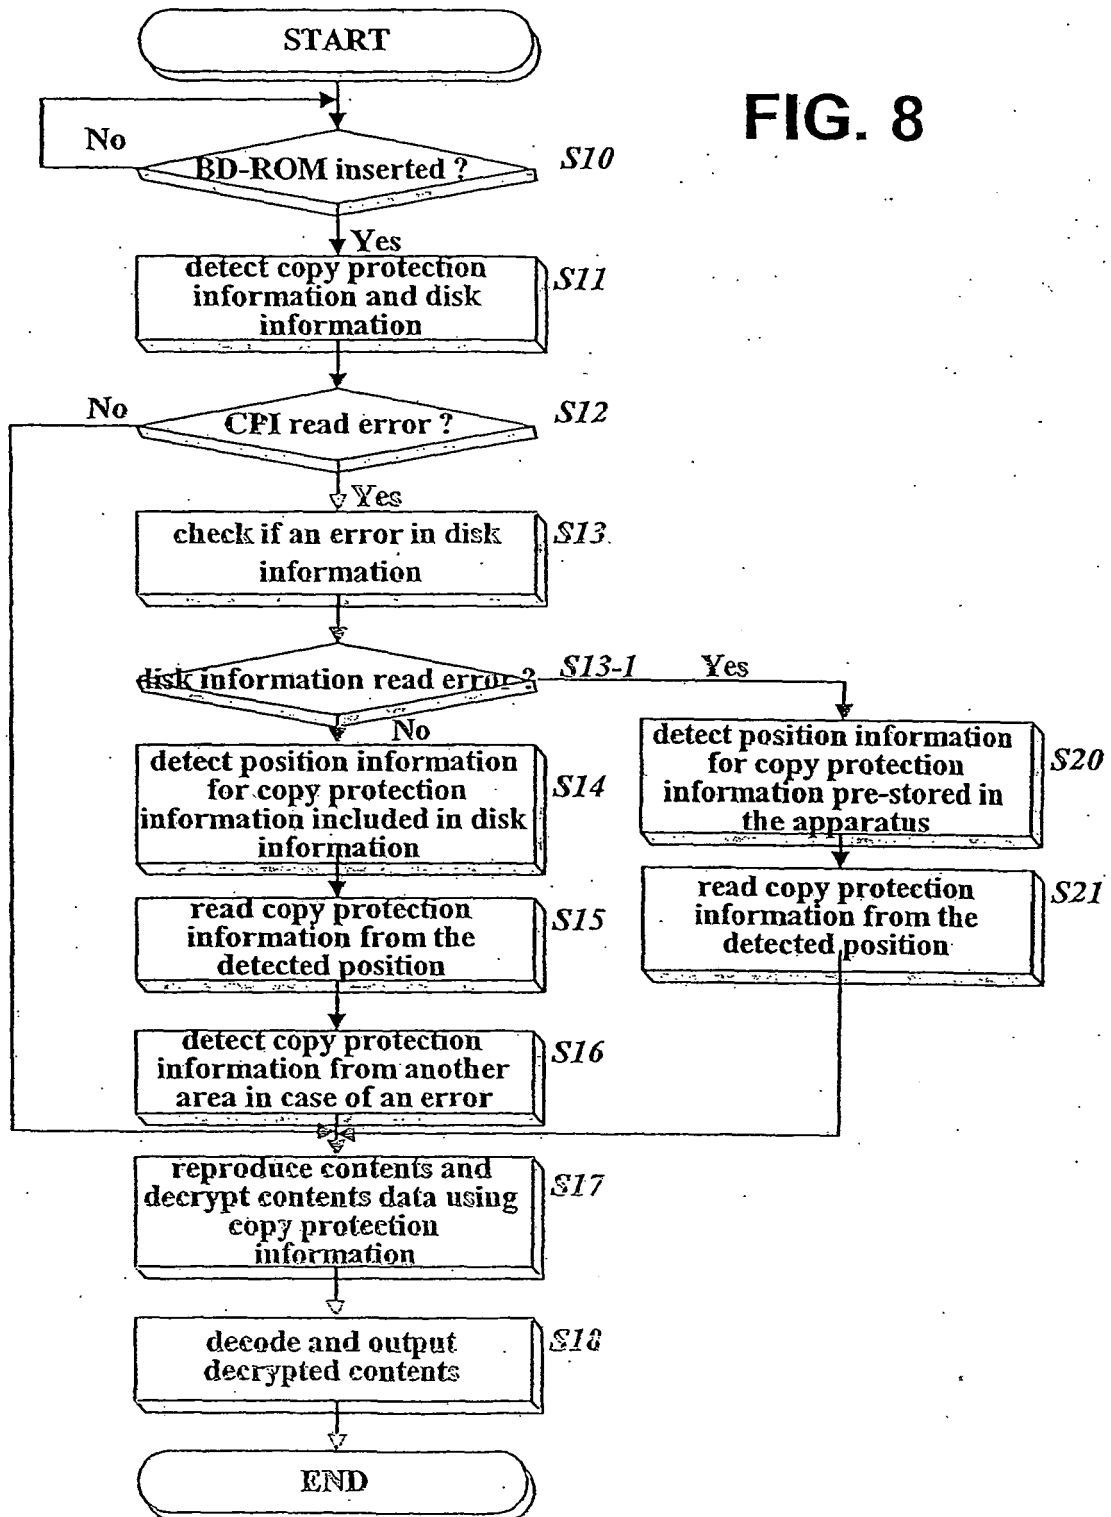 START
FIG. 8
No
BD-ROM inserted ?
S10
Yes
detect copy protection
information and disk
information
S11
No
CPI read error ?
S12
Yes
check if an error in disk
information
S13
disk information read error ?
S13-1
Yes
No
detect position information
for copy protection
information included in disk
information
S14
detect position information
for copy protection
information pre-stored in
the apparatus
S20
read copy protection
information from the
detected position
S15
read copy protection
information from the
detected position
S21
detect copy protection
information from another
area in case of an error
S16
reproduce contents and
decrypt contents data using
copy protection
information
S17
decode and output
decrypted contents
S18
END